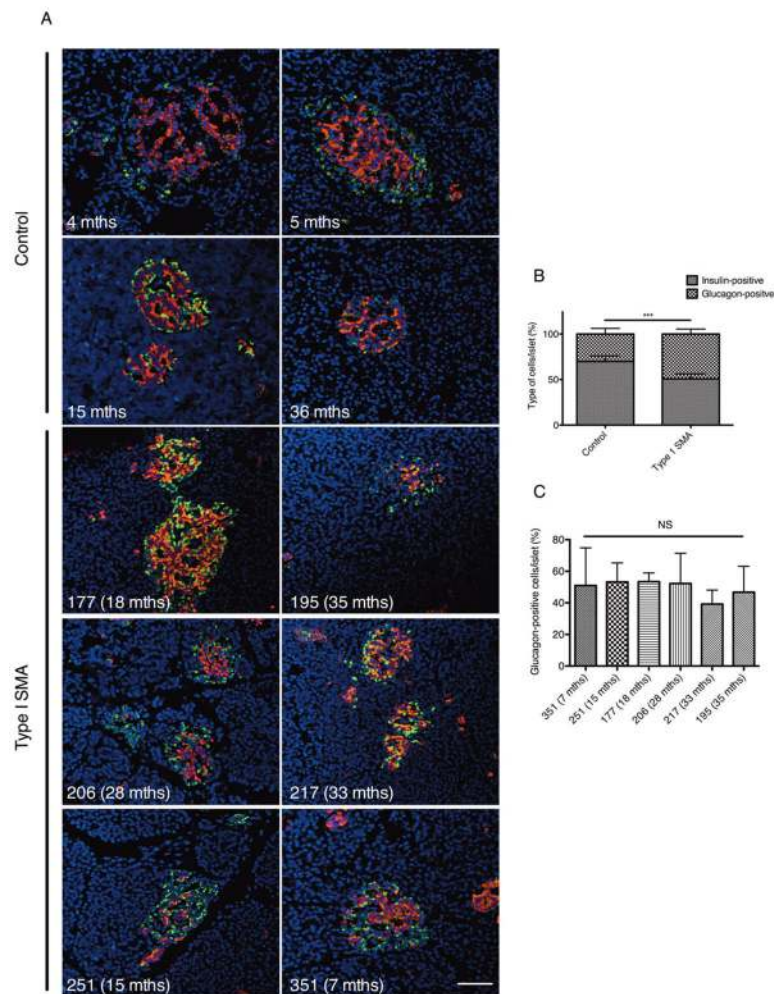 A
Control
4 mths
5 mths
15 mths
36 mths
Type I SMA
177 (18 mths)
195 (35 mths)
206 (28 mths)
217 (33 mths)
251 (15 mths)
351 (7 mths)
B
Insulin-positive
Glucagon-positve
Type of cells/islet (%)
100
50
0
***
Control
Type 1 SMA
C
Glucagon-positive cells/islet (%)
80
60
40
20
0
NS
351 (7 mths)
251 (15 mths)
177 (18 mths)
206 (28 mths)
217 (33 mths)
195 (35 mths)